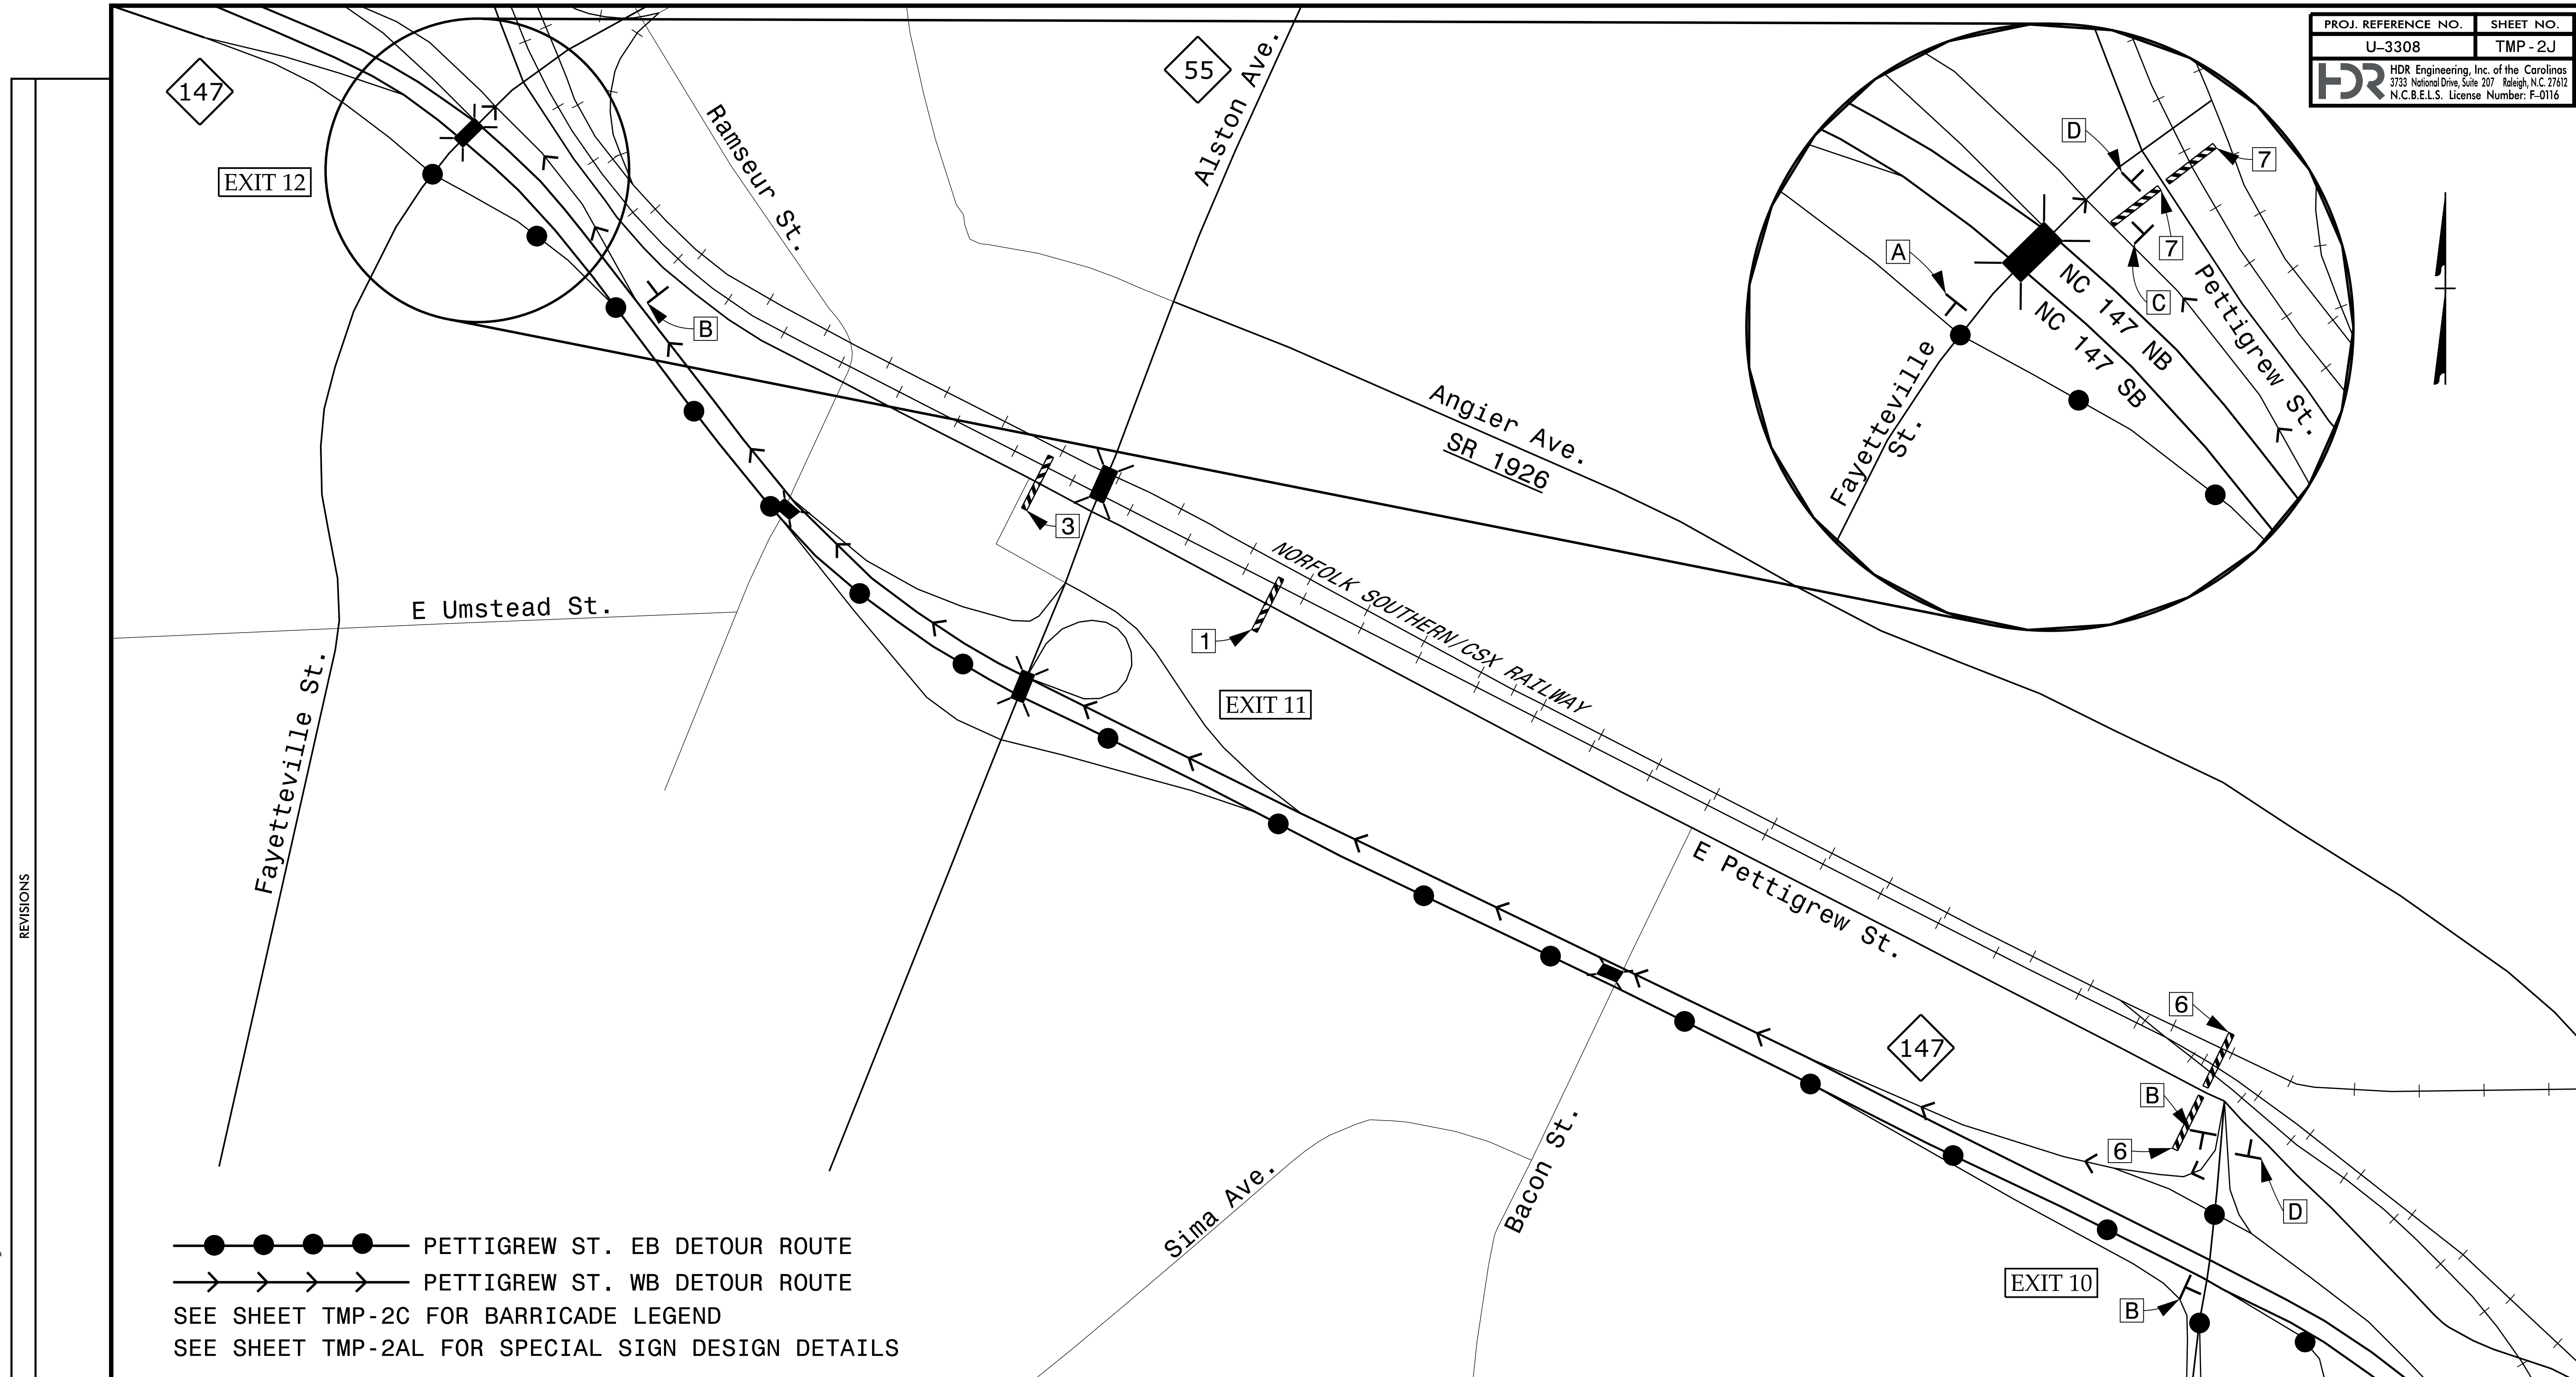 PROJ. REFERENCE NO.
SHEET NO.
U-3308
TMP-2J
HDR
HDR Engineering, Inc. of the Carolinas
3733 National Drive, Suite 207 Raleigh, N.C. 27612
N.C.B.E.L.S. License Number: F-0116
147
55
Alston Ave.
Ramseur St.
EXIT 12
B
D
7
7
A
C
NC 147 NB
NC 147 SB
Pettigrew St.
Fayetteville
St.
Angier Ave.
SR 1926
3
1
NORFOLK SOUTHERN/CSX RAILWAY
E Umstead St.
Fayetteville St.
EXIT 11
E Pettigrew St.
REVISIONS
147
6
B
6
D
EXIT 10
B
Sima Ave.
Bacon St.
PETTIGREW ST. EB DETOUR ROUTE
PETTIGREW ST. WB DETOUR ROUTE
SEE SHEET TMP-2C FOR BARRICADE LEGEND
SEE SHEET TMP-2AL FOR SPECIAL SIGN DESIGN DETAILS